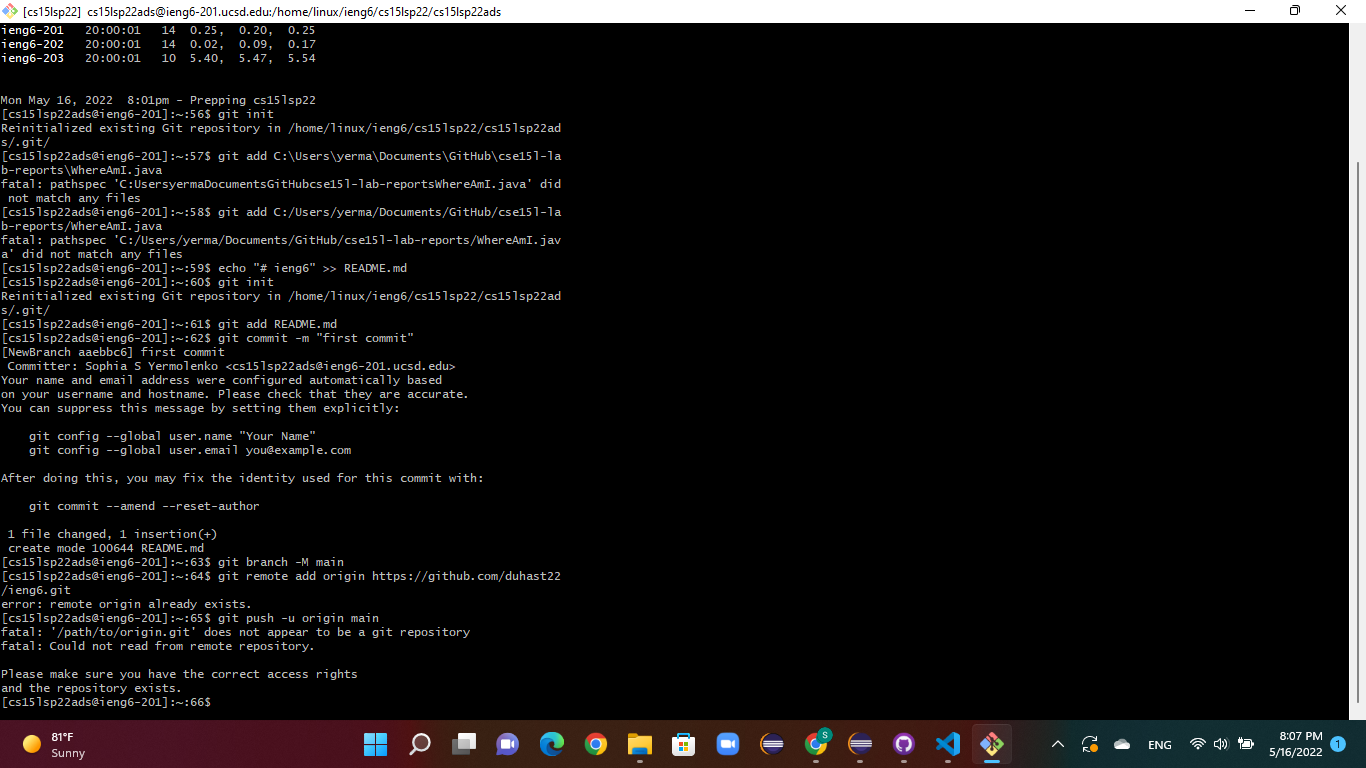 [cs15lsp22] cs15lsp22ads@ieng6-201.ucsd.edu:/home/linux/ieng6/cs15lsp22/cs15lsp22ads
ieng6-201   20:00:01   14  0.25,  0.20,  0.25
ieng6-202   20:00:01   14  0.02,  0.09,  0.17
ieng6-203   20:00:01   10  5.40,  5.47,  5.54
Mon May 16, 2022  8:01pm - Prepping cs15lsp22
[cs15lsp22ads@ieng6-201]:~:56$ git init
Reinitialized existing Git repository in /home/linux/ieng6/cs15lsp22/cs15lsp22ad
s/.git/
[cs15lsp22ads@ieng6-201]:~:57$ git add C:\Users\yerma\Documents\GitHub\cse15l-la
b-reports\WhereAmI.java
fatal: pathspec 'C:UsersyermaDocumentsGitHubcse15l-lab-reportsWhereAmI.java' did
 not match any files
[cs15lsp22ads@ieng6-201]:~:58$ git add C:/Users/yerma/Documents/GitHub/cse15l-la
b-reports/WhereAmI.java
fatal: pathspec 'C:/Users/yerma/Documents/GitHub/cse15l-lab-reports/WhereAmI.jav
a' did not match any files
[cs15lsp22ads@ieng6-201]:~:59$ echo "# ieng6" >> README.md
[cs15lsp22ads@ieng6-201]:~:60$ git init
Reinitialized existing Git repository in /home/linux/ieng6/cs15lsp22/cs15lsp22ad
s/.git/
[cs15lsp22ads@ieng6-201]:~:61$ git add README.md
[cs15lsp22ads@ieng6-201]:~:62$ git commit -m "first commit"
[NewBranch aaebbc6] first commit
 Committer: Sophia S Yermolenko <cs15lsp22ads@ieng6-201.ucsd.edu>
Your name and email address were configured automatically based
on your username and hostname. Please check that they are accurate.
You can suppress this message by setting them explicitly:
    git config --global user.name "Your Name"
    git config --global user.email you@example.com
After doing this, you may fix the identity used for this commit with:
    git commit --amend --reset-author
 1 file changed, 1 insertion(+)
 create mode 100644 README.md
[cs15lsp22ads@ieng6-201]:~:63$ git branch -M main
[cs15lsp22ads@ieng6-201]:~:64$ git remote add origin https://github.com/duhast22
/ieng6.git
error: remote origin already exists.
[cs15lsp22ads@ieng6-201]:~:65$ git push -u origin main
fatal: '/path/to/origin.git' does not appear to be a git repository
fatal: Could not read from remote repository.
Please make sure you have the correct access rights
and the repository exists.
[cs15lsp22ads@ieng6-201]:~:66$
81°F
Sunny
S
ENG
8:07 PM
5/16/2022
1